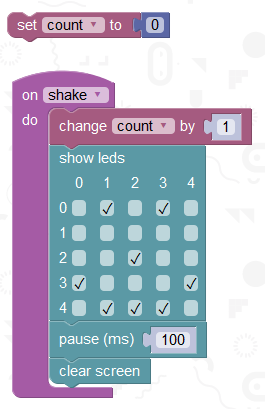 set count to 0
on shake
do change count by 1
show leds
0 1 2 3 4
0
1
2
3
4
pause (ms) 100
clear screen